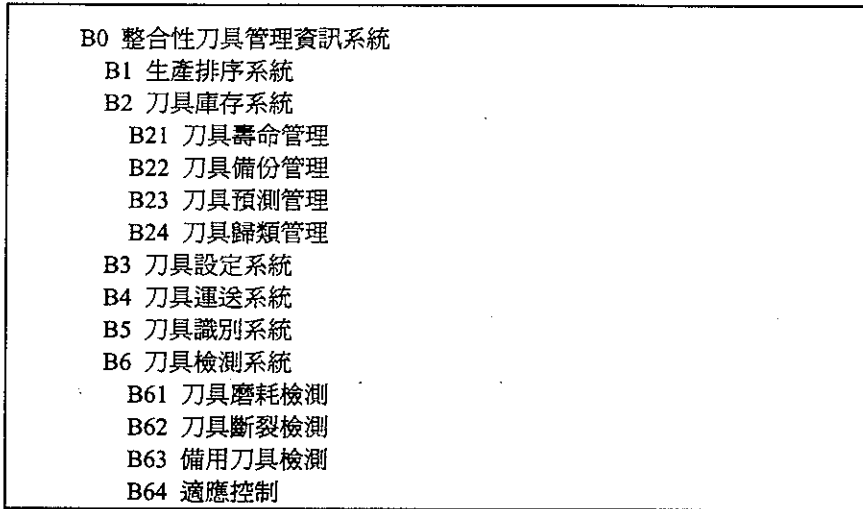 B0 整合性刀具管理資訊系統
B1 生產排序系統
B2 刀具庫存系統
B21 刀具壽命管理
B22 刀具備份管理
B23 刀具預測管理
B24 刀具歸類管理
B3 刀具設定系統
B4 刀具運送系統
B5 刀具識別系統
B6 刀具檢測系統
B61 刀具磨耗檢測
B62 刀具斷裂檢測
B63 備用刀具檢測
B64 適應控制